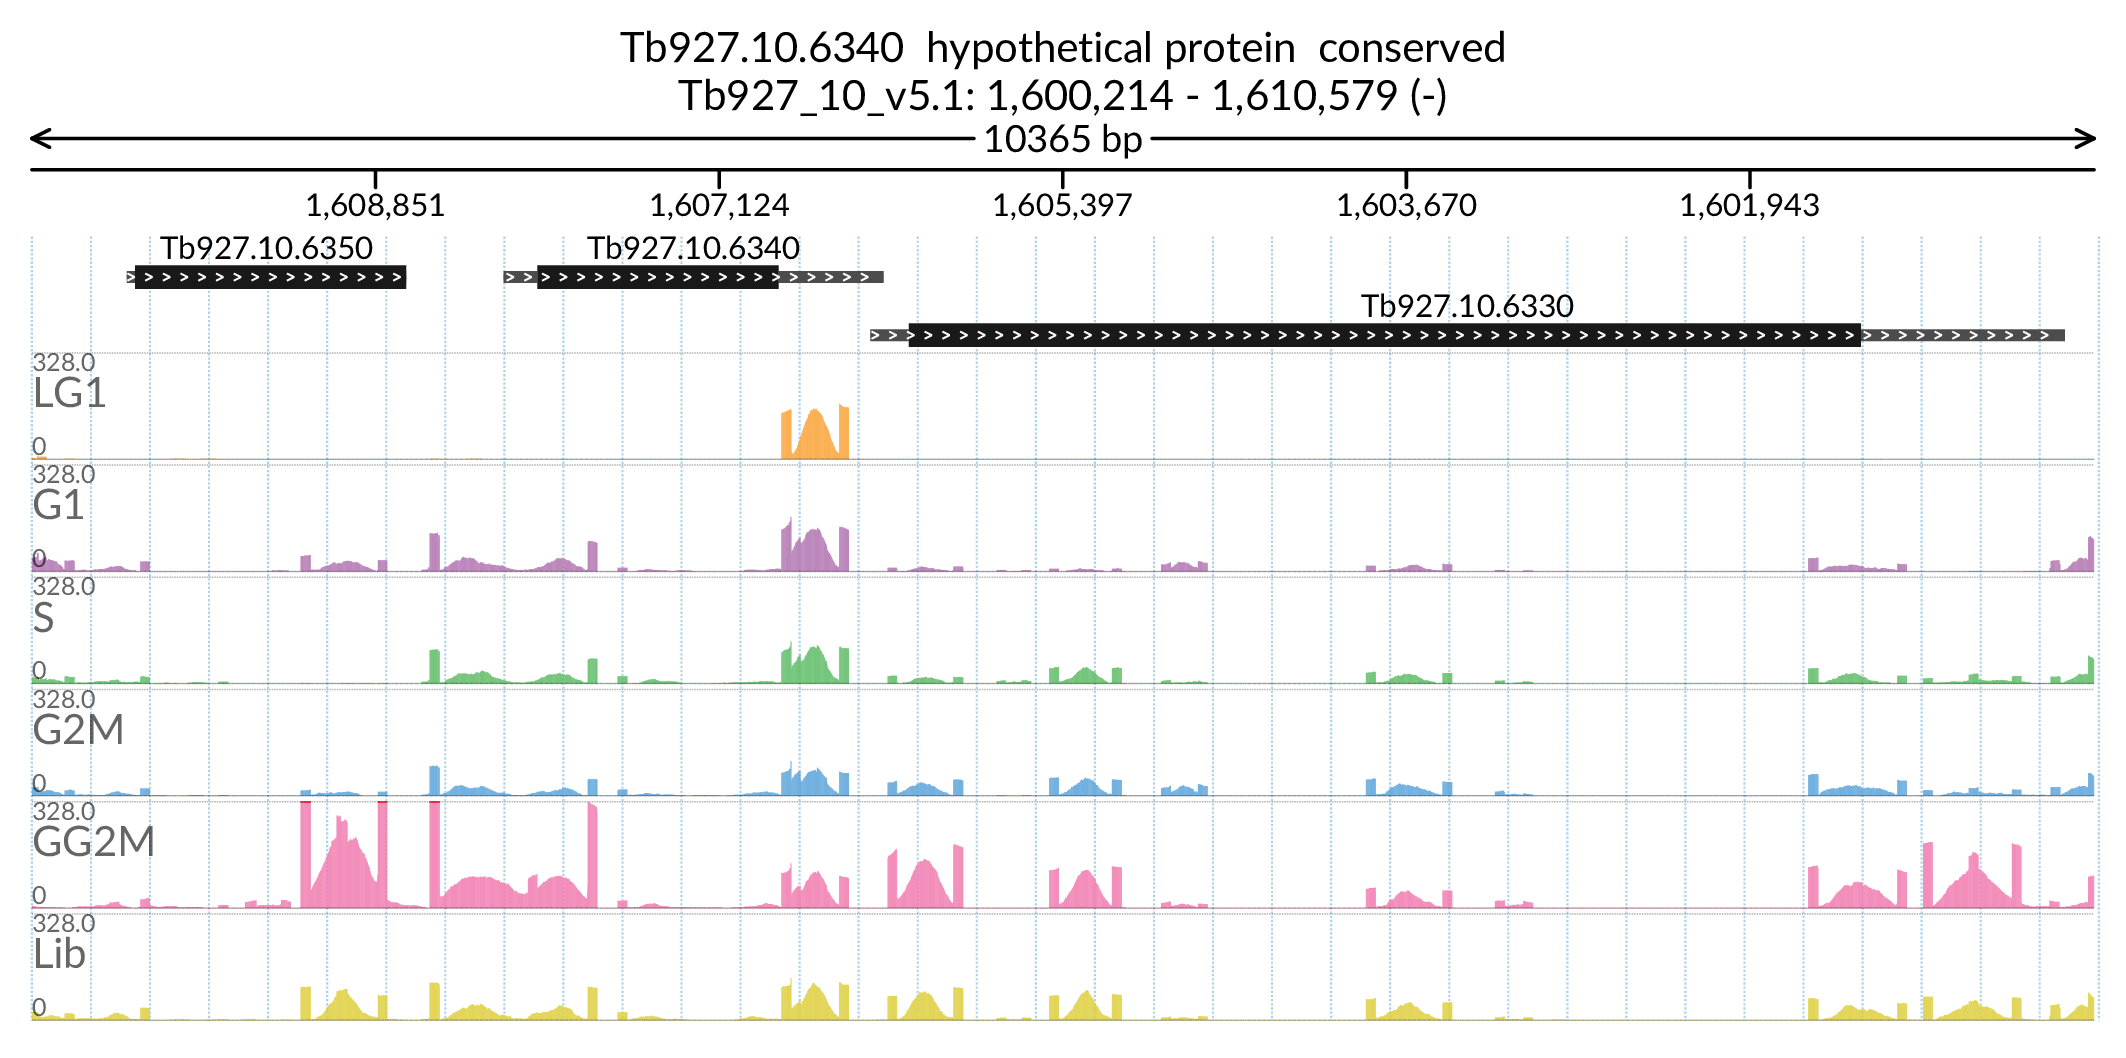 Tb927.10.6340 hypothetical protein conserved
Tb927_10_v5.1: 1,600,214 - 1,610,579 (-)
10365 bp
1,608,851 1,607,124 1,605,397 1,603,670 1,601,943
Tb927.10.6350 Tb927.10.6340
Tb927.10.6330
328.0
LG1
0
328.0
G1
0
328.0
S
0
328.0
G2M
0
328.0
GG2M
0
328.0
Lib
0